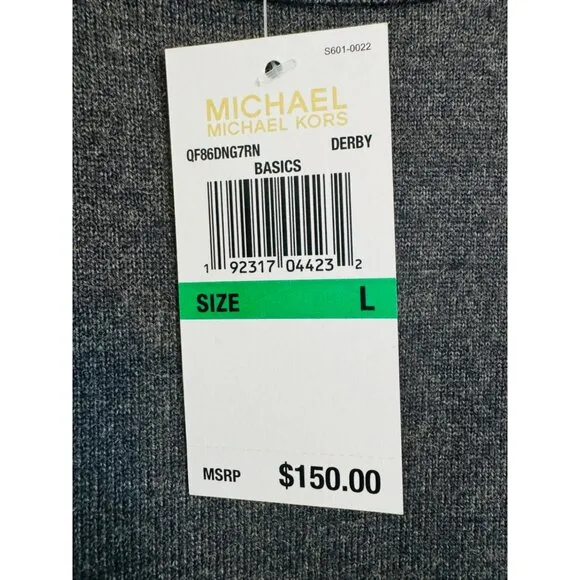 S601-0022
MICHAEL
MICHAEL KORS
QF86DNG7RN DERBY
BASICS
1 92317 04423 2
SIZE L
MSRP $150.00